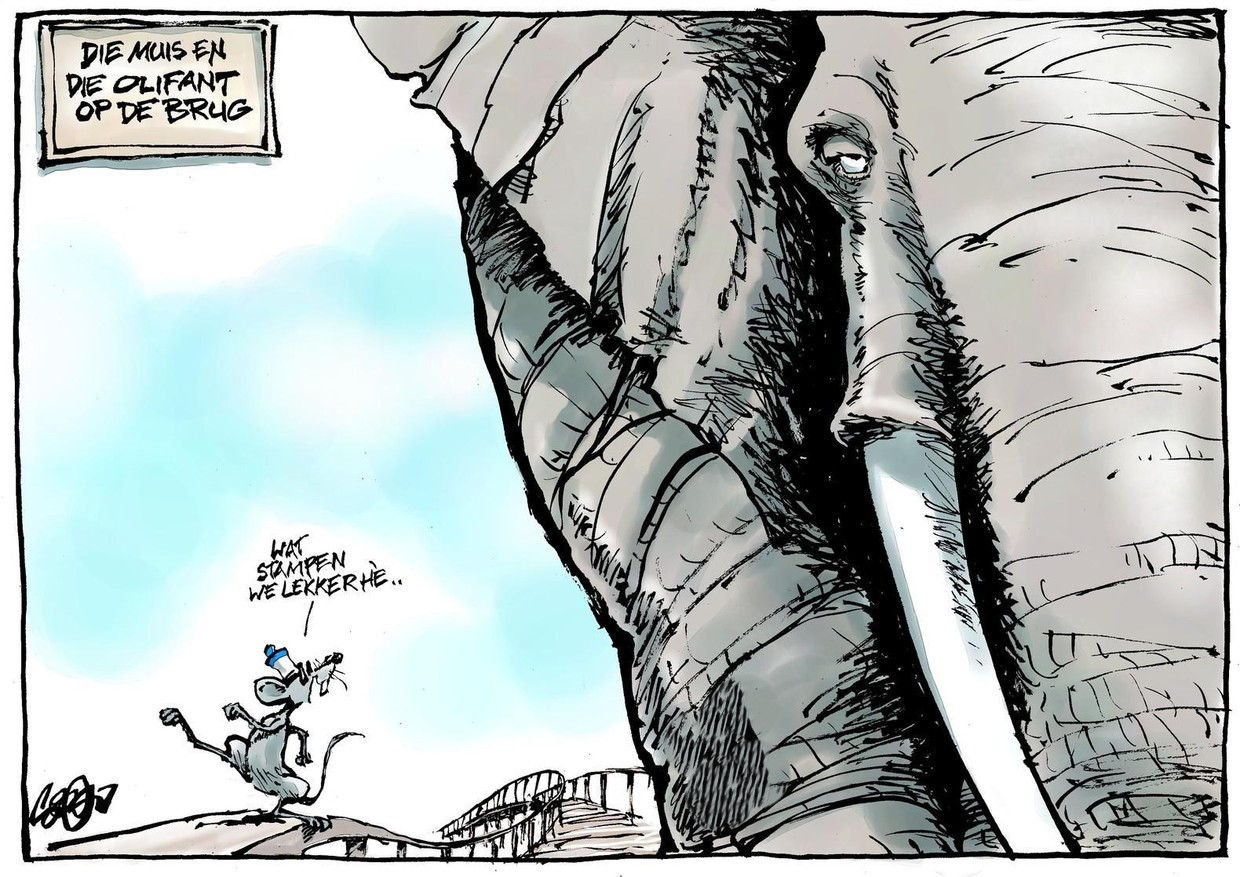 DIE MUIS EN
DIE OLIFANT
OP DE BRUG
WAT
STAMPEN
WE LEKKER HÈ..